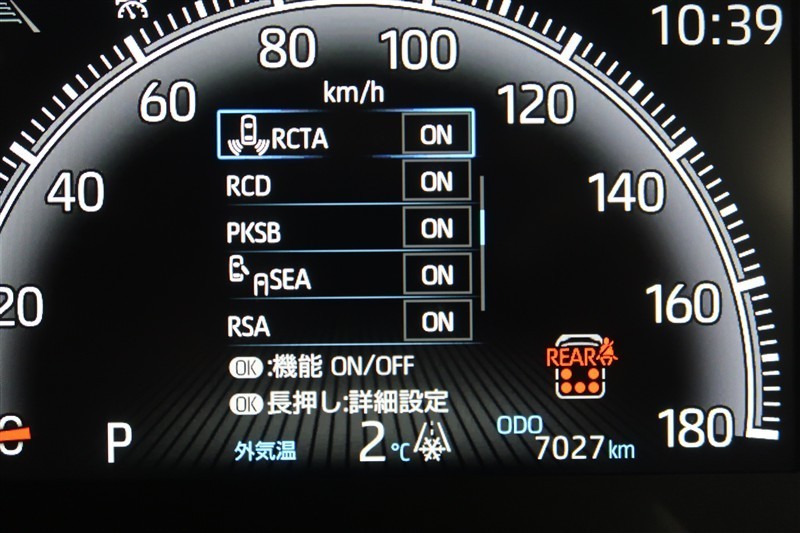 10:39
80
100
km/h
60
120
RCTA ON
RCD ON
40
140
PKSB ON
SEA ON
20
160
RSA ON
REAR
OK:機能 ON/OFF
OK長押し:詳細設定
0
P
外気温 2℃
ODO
7027 km
180